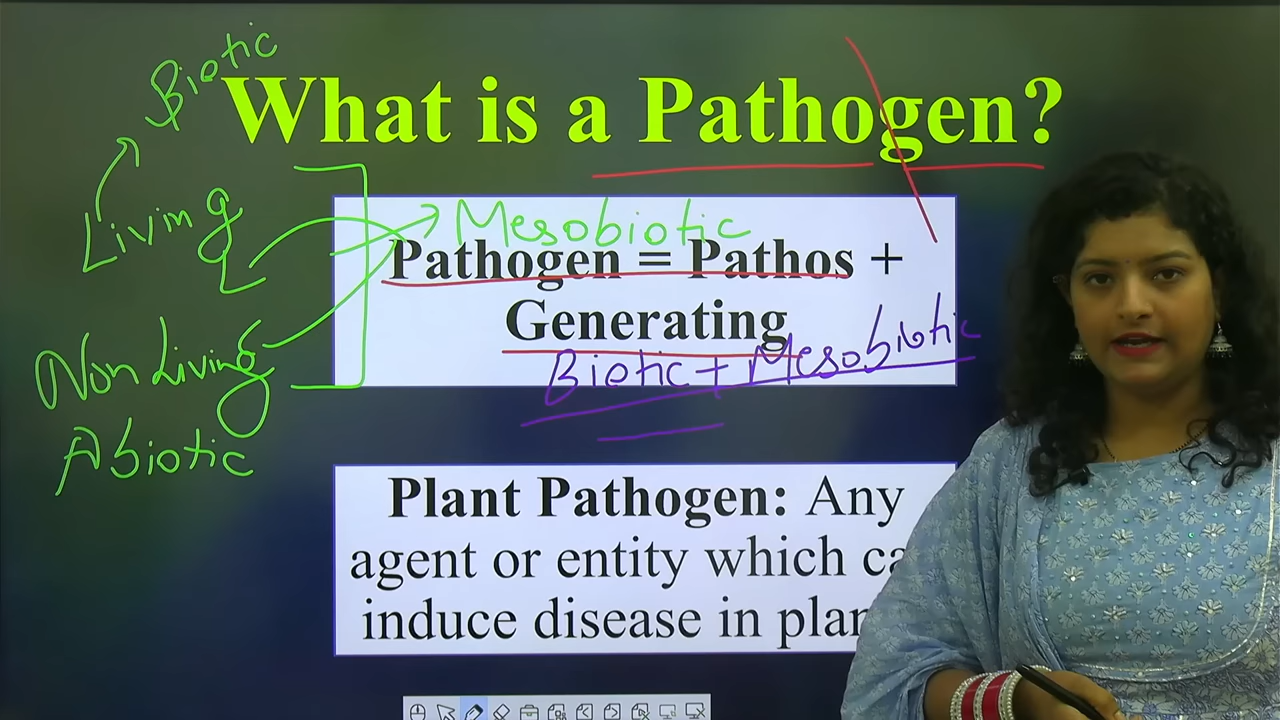 Biotic
What is a Pathogen?
Living
Mesobiotic
Pathogen = Pathos +
Generating
Non Living
Biotic + Mesobiotic
Abiotic
Plant Pathogen: Any
agent or entity which ca
induce disease in plan